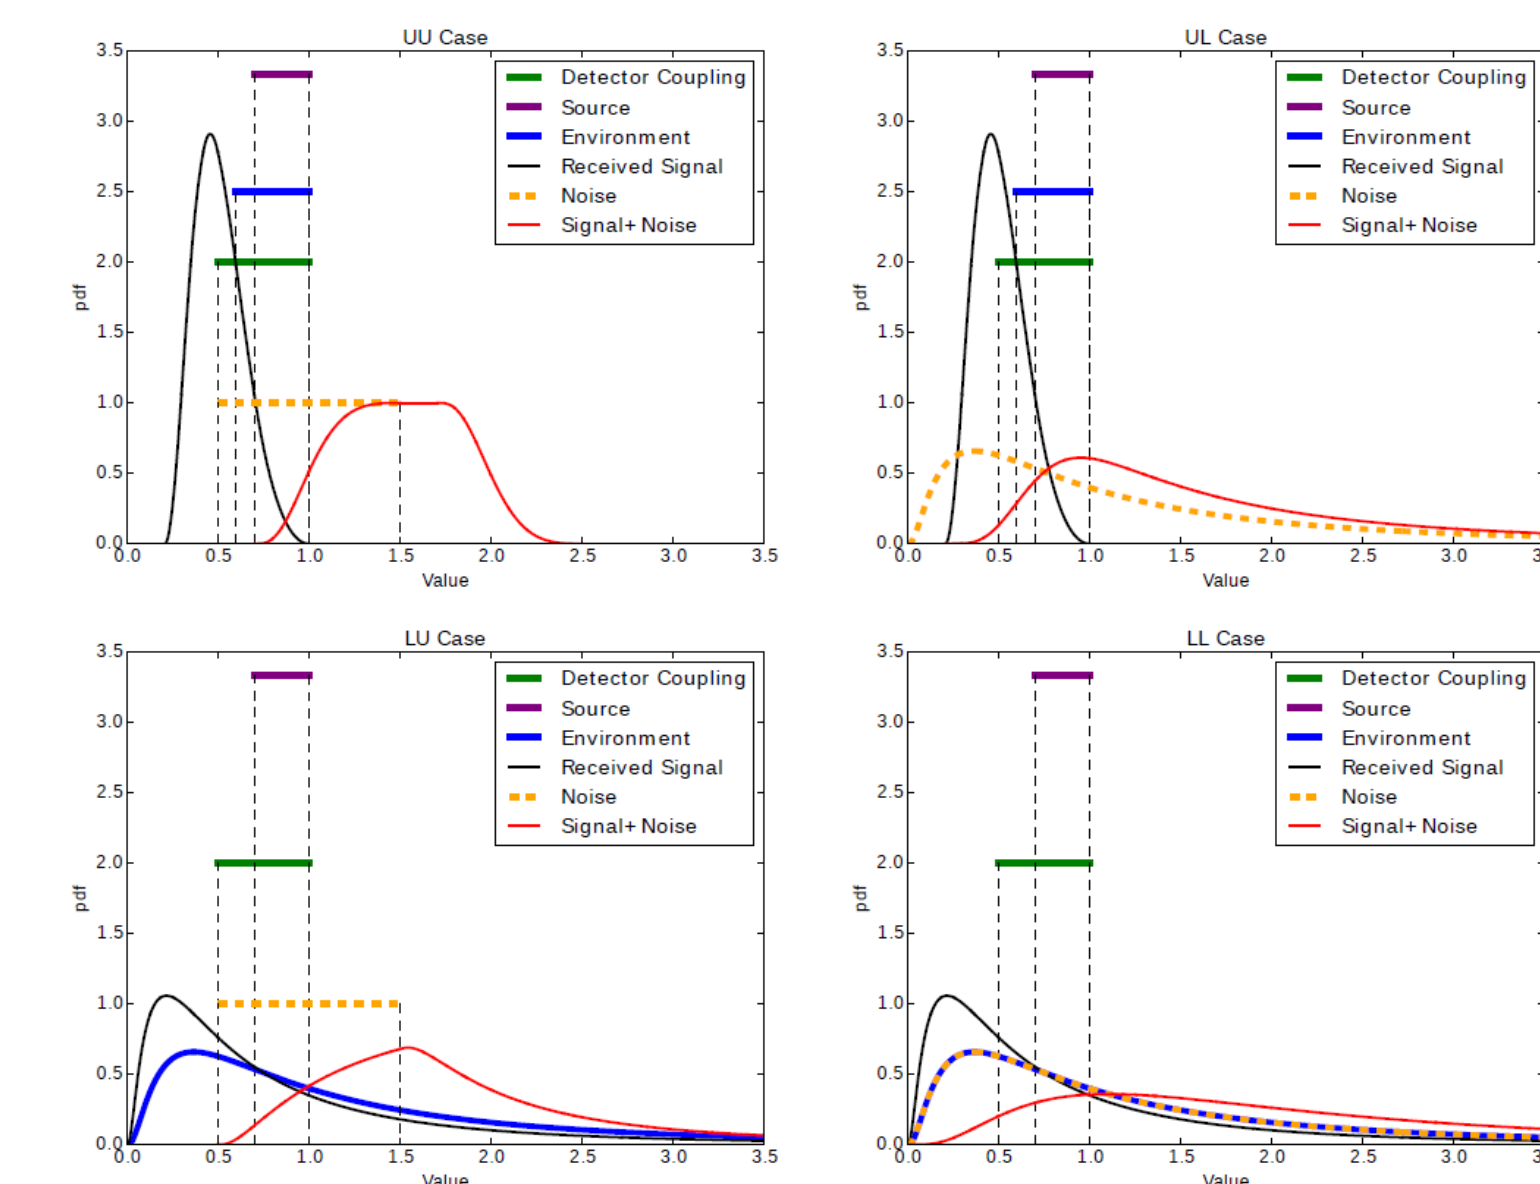 UU Case
3.5
3.0
2.5
2.0
1.5
1.0
0.5
0.0
pdf
Detector Coupling
Source
Environment
Received Signal
Noise
Signal+ Noise
0.0 0.5 1.0 1.5 2.0 2.5 3.0 3.5
Value
UL Case
3.5
3.0
2.5
2.0
1.5
1.0
0.5
0.0
pdf
Detector Coupling
Source
Environment
Received Signal
Noise
Signal+ Noise
0.0 0.5 1.0 1.5 2.0 2.5 3.0
Value
LU Case
3.5
3.0
2.5
2.0
1.5
1.0
0.5
0.0
pdf
Detector Coupling
Source
Environment
Received Signal
Noise
Signal+ Noise
0.0 0.5 1.0 1.5 2.0 2.5 3.0 3.5
Value
LL Case
3.5
3.0
2.5
2.0
1.5
1.0
0.5
0.0
pdf
Detector Coupling
Source
Environment
Received Signal
Noise
Signal+ Noise
0.0 0.5 1.0 1.5 2.0 2.5 3.0
Value